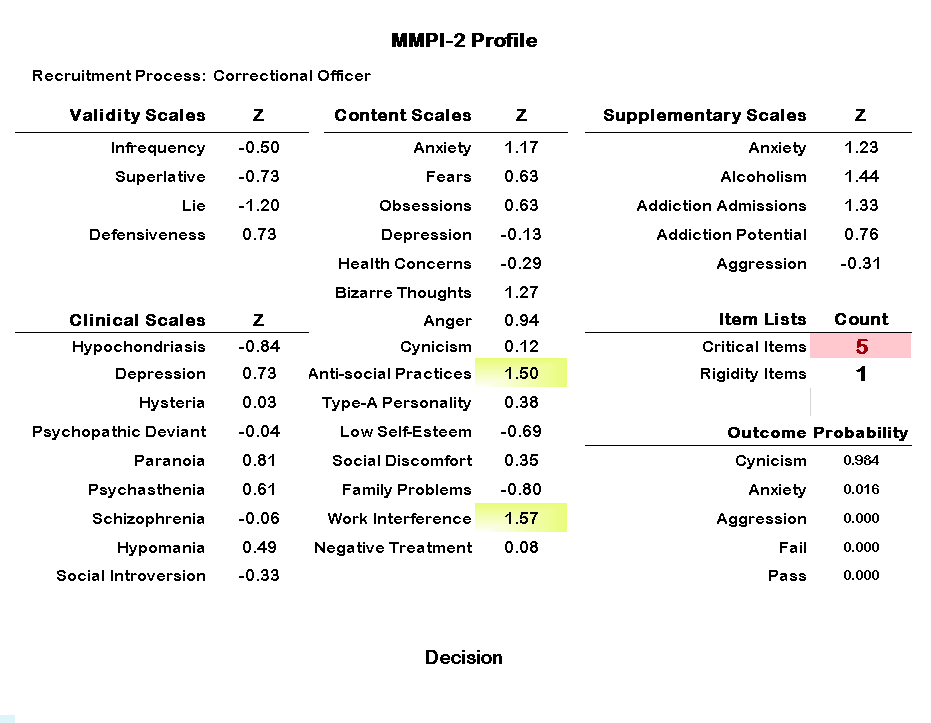 MMPI-2 Profile
Recruitment Process: Correctional Officer
Validity Scales Z
Infrequency -0.50
Superlative -0.73
Lie -1.20
Defensiveness 0.73
Clinical Scales Z
Hypochondriasis -0.84
Depression 0.73
Hysteria 0.03
Psychopathic Deviant -0.04
Paranoia 0.81
Psychasthenia 0.61
Schizophrenia -0.06
Hypomania 0.49
Social Introversion -0.33
Content Scales Z
Anxiety 1.17
Fears 0.63
Obsessions 0.63
Depression -0.13
Health Concerns -0.29
Bizarre Thoughts 1.27
Anger 0.94
Cynicism 0.12
Anti-social Practices 1.50
Type-A Personality 0.38
Low Self-Esteem -0.69
Social Discomfort 0.35
Family Problems -0.80
Work Interference 1.57
Negative Treatment 0.08
Supplementary Scales Z
Anxiety 1.23
Alcoholism 1.44
Addiction Admissions 1.33
Addiction Potential 0.76
Aggression -0.31
Item Lists Count
Critical Items 5
Rigidity Items 1
Outcome Probability
Cynicism 0.984
Anxiety 0.016
Aggression 0.000
Fail 0.000
Pass 0.000
Decision